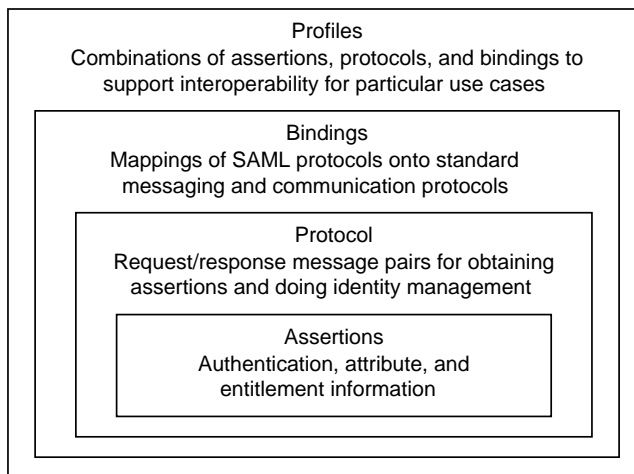 Profiles
Combinations of assertions, protocols, and bindings to
support interoperability for particular use cases
Bindings
Mappings of SAML protocols onto standard
messaging and communication protocols
Protocol
Request/response message pairs for obtaining
assertions and doing identity management
Assertions
Authentication, attribute, and
entitlement information